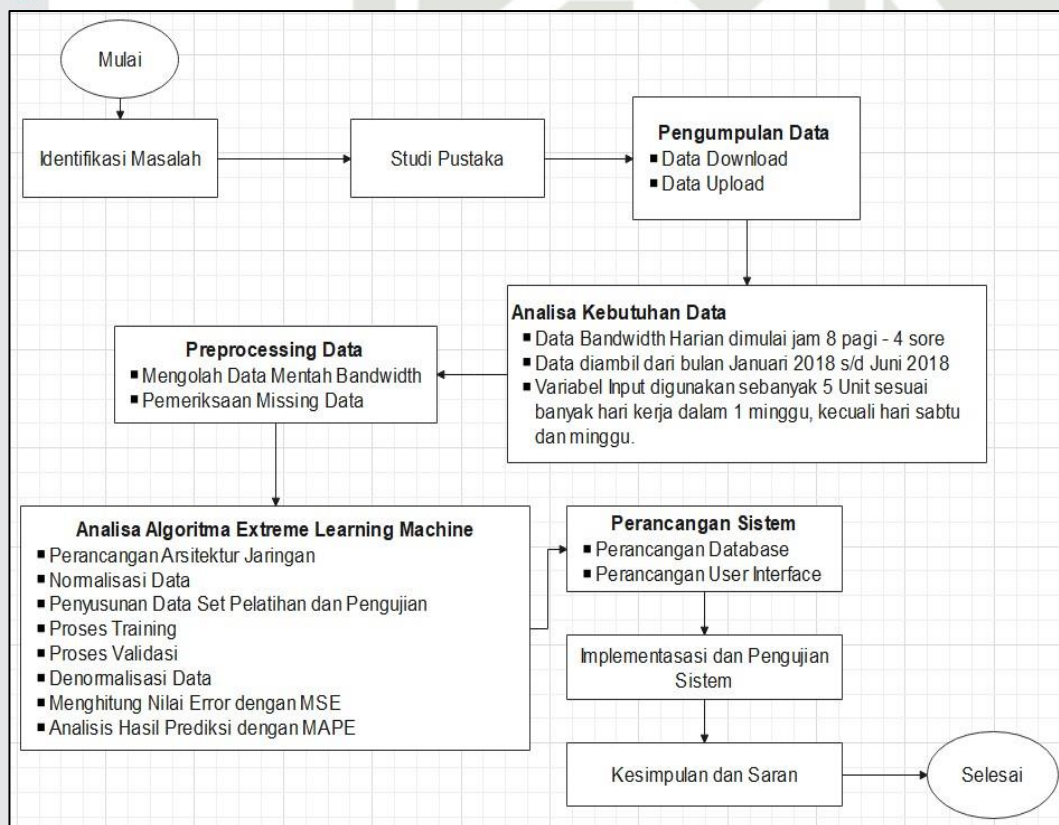 Mulai
Identifikasi Masalah
Studi Pustaka
Pengumpulan Data
▪ Data Download
▪ Data Upload
Analisa Kebutuhan Data
▪ Data Bandwidth Harian dimulai jam 8 pagi - 4 sore
▪ Data diambil dari bulan Januari 2018 s/d Juni 2018
▪ Variabel Input digunakan sebanyak 5 Unit sesuai
banyak hari kerja dalam 1 minggu, kecuali hari sabtu
dan minggu.
Preprocessing Data
▪ Mengolah Data Mentah Bandwidth
▪ Pemeriksaan Missing Data
Analisa Algoritma Extreme Learning Machine
▪ Perancangan Arsitektur Jaringan
▪ Normalisasi Data
▪ Penyusunan Data Set Pelatihan dan Pengujian
▪ Proses Training
▪ Proses Validasi
▪ Denormalisasi Data
▪ Menghitung Nilai Error dengan MSE
▪ Analisis Hasil Prediksi dengan MAPE
Perancangan Sistem
▪ Perancangan Database
▪ Perancangan User Interface
Implementasasi dan Pengujian
Sistem
Kesimpulan dan Saran
Selesai